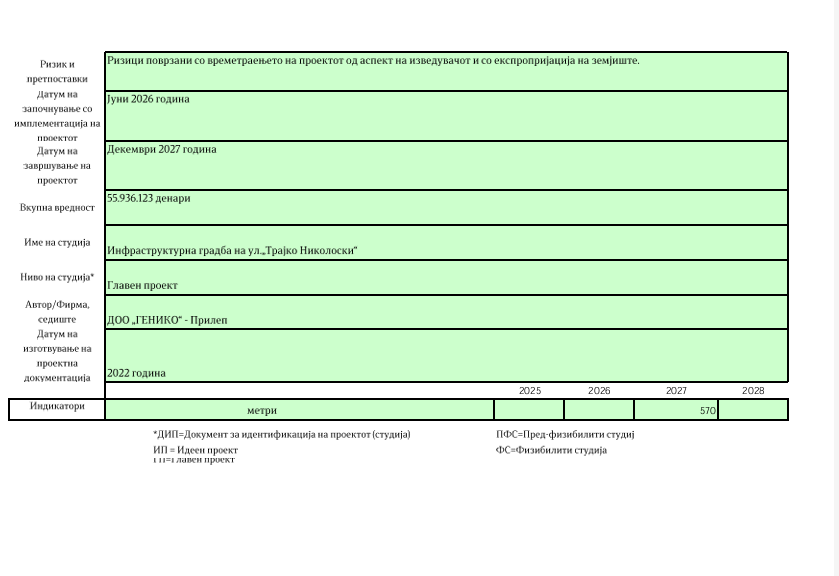 Ризик и
претпоставки
Ризици поврзани со времетраењето на проектот од аспект на изведувачот и со експропријација на земјиште.
Датум на
започнување со
имплементација на
проектот
Јуни 2026 година
Датум на
завршување на
проектот
Декември 2027 година
Вкупна вредност
55.936.123 денари
Име на студија
Инфраструктурна градба на ул.„Трајко Николоски“
Ниво на студија*
Главен проект
Автор/Фирма,
седиште
ДОО „ГЕНИКО“ - Прилеп
Датум на
изготвување на
проектна
документација
2022 година
2025 2026 2027 2028
Индикатори метри 570
*ДИП=Документ за идентификација на проектот (студија) ПФС=Пред-физибилити студиј
ИП = Идеен проект ФС=Физибилити студија
ГП=Главен проект